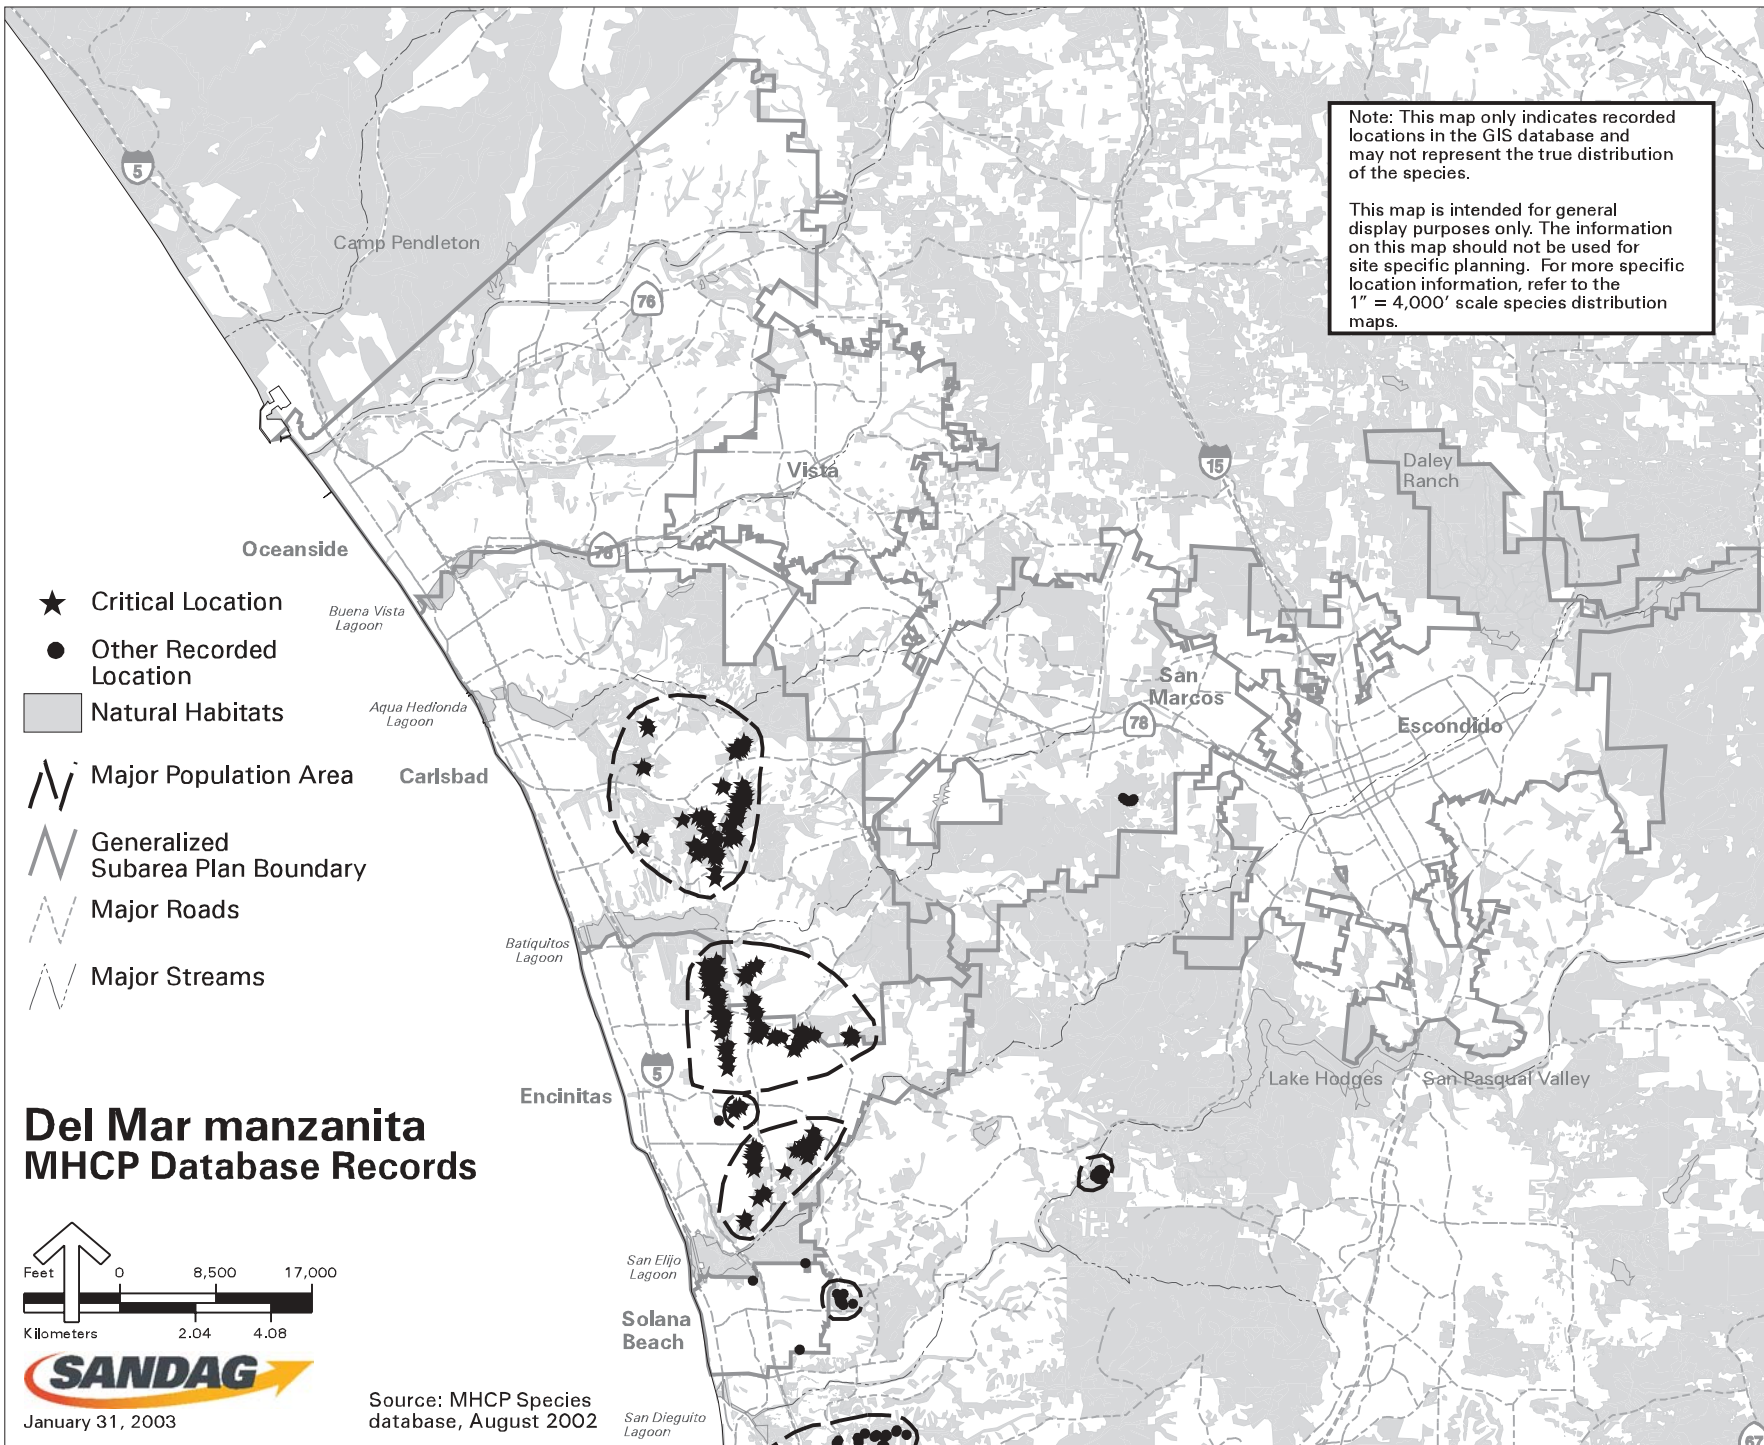 Note: This map only indicates recorded
locations in the GIS database and
may not represent the true distribution
of the species.
This map is intended for general
display purposes only. The information
on this map should not be used for
site specific planning. For more specific
location information, refer to the
1" = 4,000' scale species distribution
maps.
5
Camp Pendleton
76
Vista
15
Daley
Ranch
Oceanside
78
Critical Location
Buena Vista
Lagoon
Other Recorded
Location
Natural Habitats
San
Marcos
78
Escondido
Aqua Hedionda
Lagoon
Major Population Area
Carlsbad
Generalized
Subarea Plan Boundary
Major Roads
Batiquitos
Lagoon
Major Streams
5
Encinitas
Lake Hodges
San Pasqual Valley
Del Mar manzanita
MHCP Database Records
San Elijo
Lagoon
Feet 0 8,500 17,000
Kilometers 2.04 4.08
Solana
Beach
SANDAG
January 31, 2003
Source: MHCP Species
database, August 2002
San Dieguito
Lagoon
67